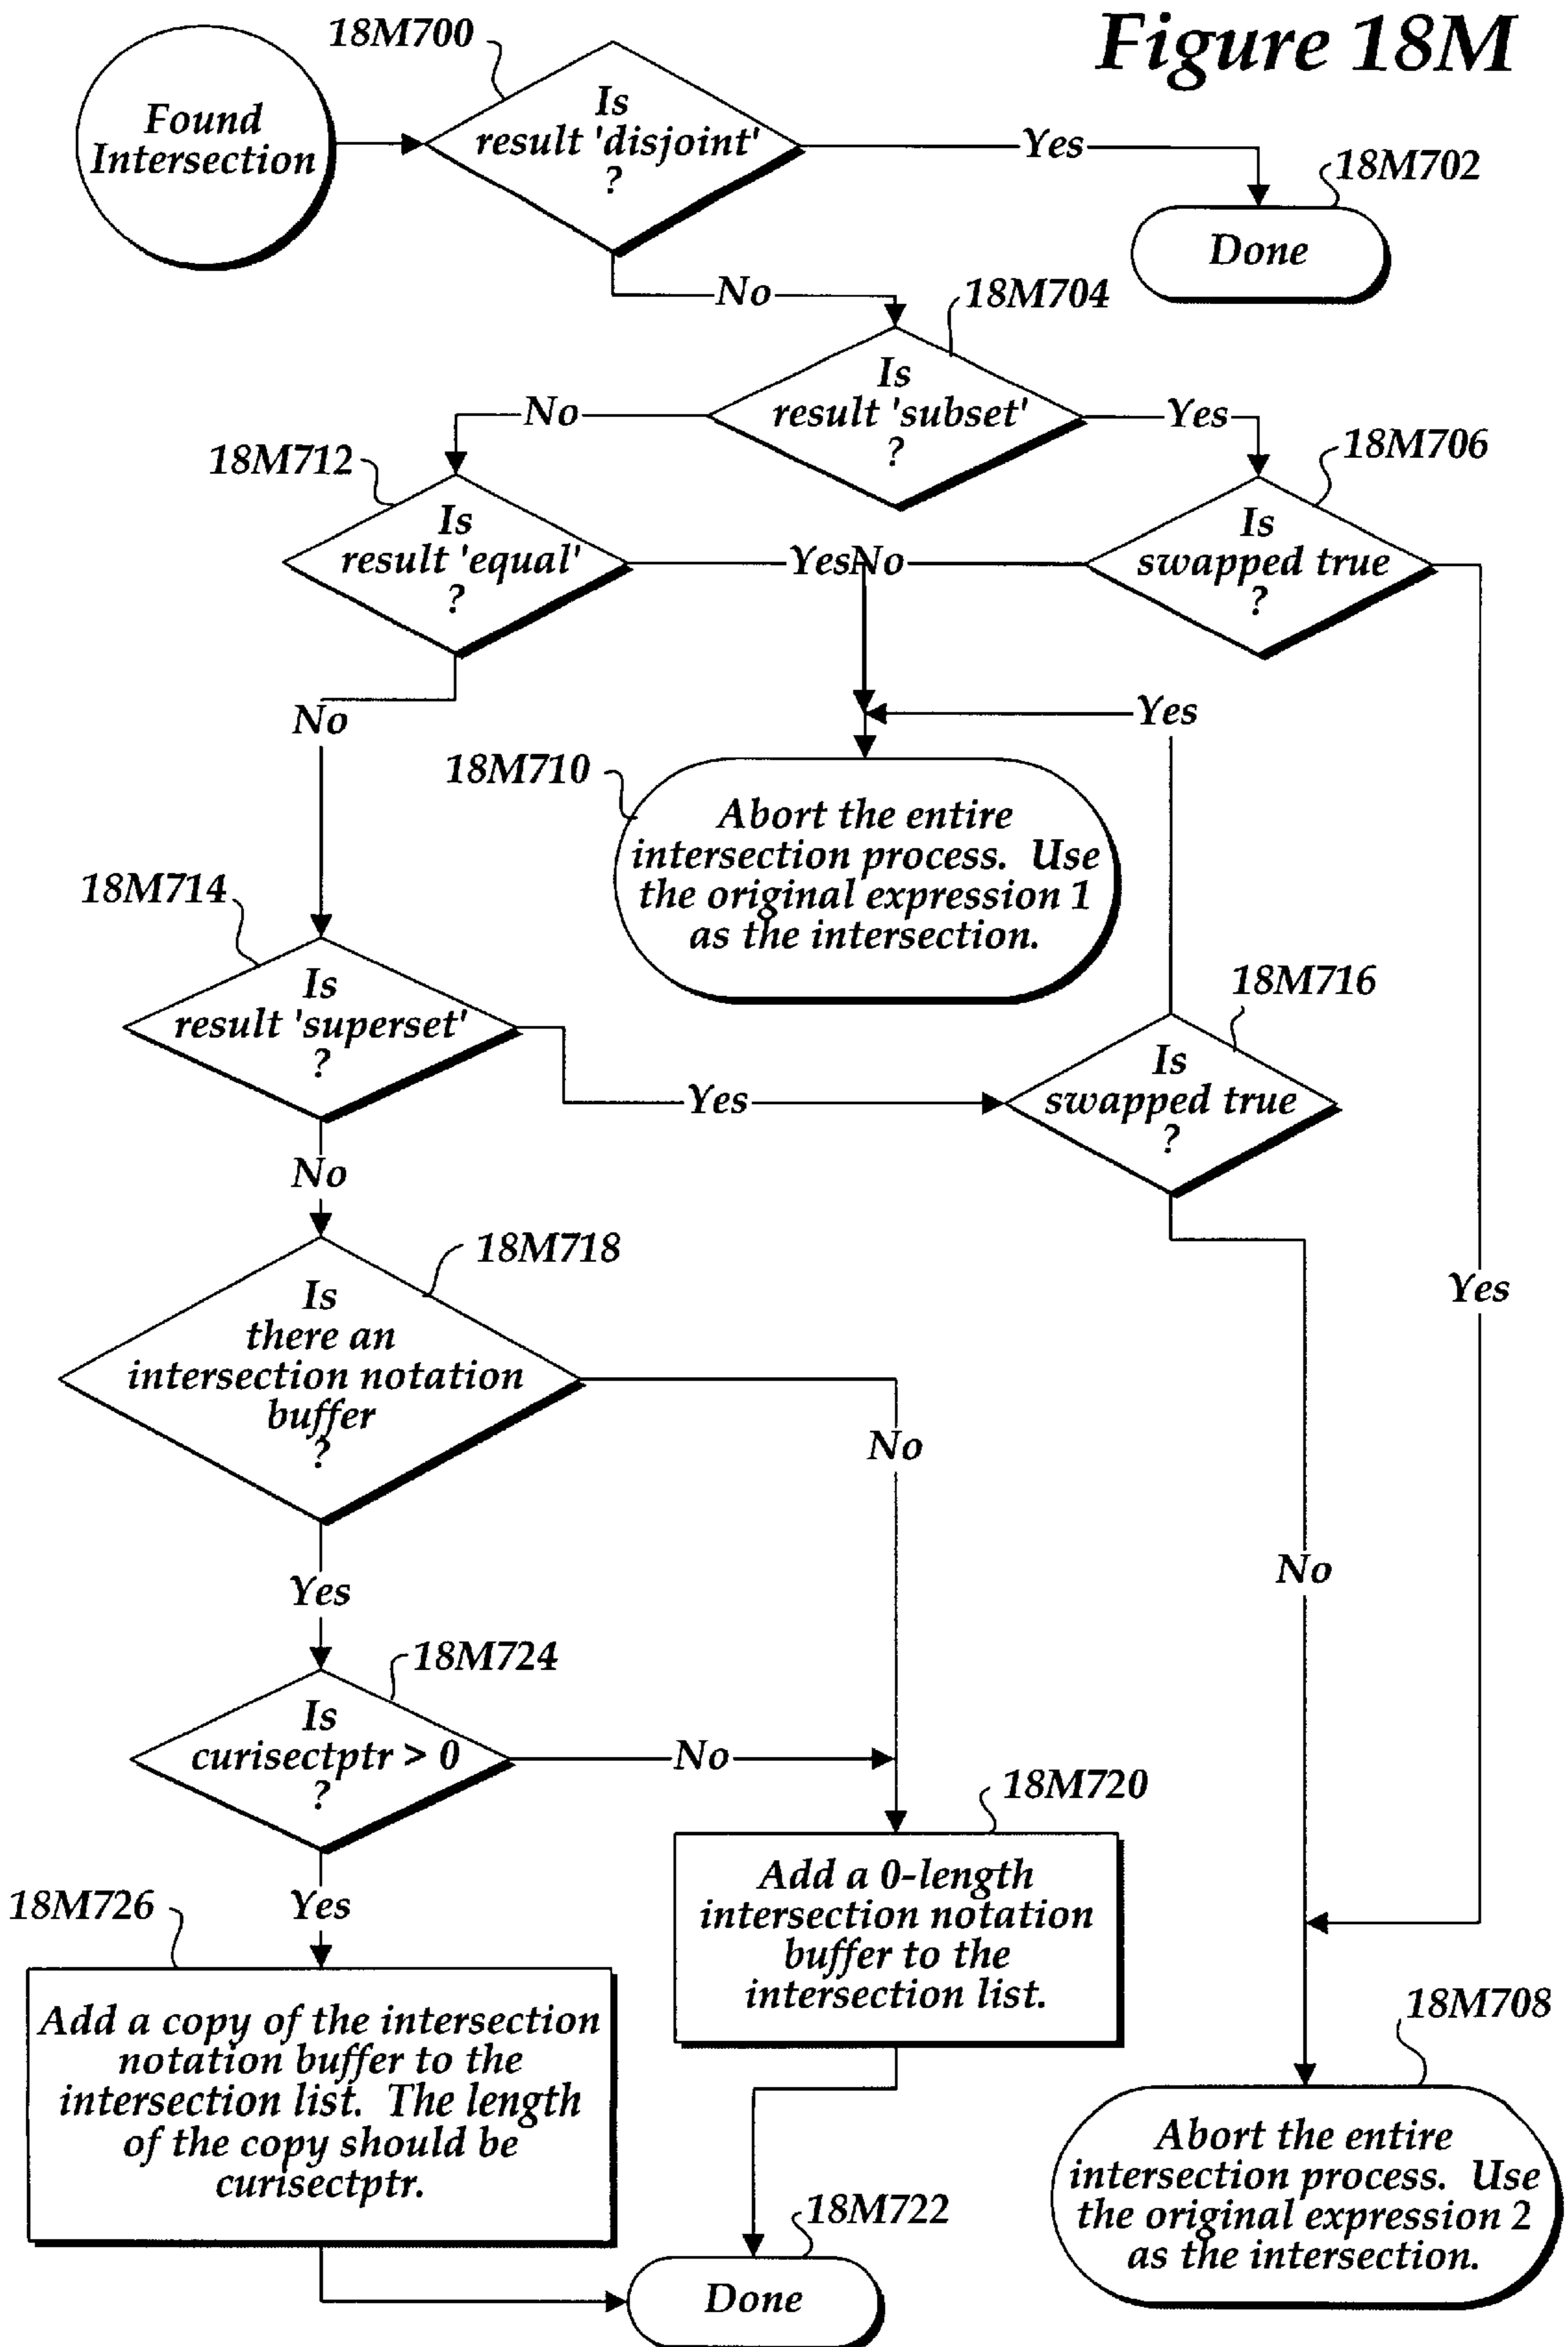 Figure 18M
18M700
Found
Intersection
Is
result 'disjoint'
?
Yes
18M702
Done
No
18M704
Is
result 'subset'
?
No
Yes
18M712
18M706
Is
result 'equal'
?
YesNo
Is
swapped true
?
No
Yes
18M710
Abort the entire
intersection process. Use
the original expression 1
as the intersection.
18M714
Is
result 'superset'
?
Yes
18M716
Is
swapped true
?
No
18M718
Is
there an
intersection notation
buffer
?
Yes
No
No
Yes
18M724
Is
curisectptr > 0
?
No
18M720
Add a 0-length
intersection notation
buffer to the
intersection list.
18M726
Yes
Add a copy of the intersection
notation buffer to the
intersection list. The length
of the copy should be
curisectptr.
18M708
Abort the entire
intersection process. Use
the original expression 2
as the intersection.
18M722
Done